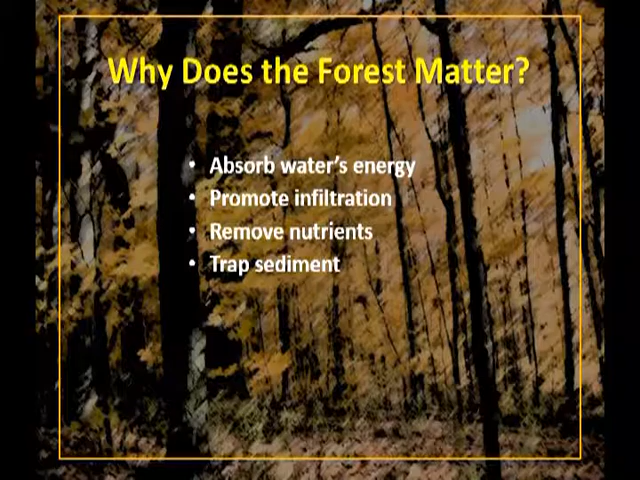 Why Does the Forest Matter?
• Absorb water's energy
• Promote infiltration
• Remove nutrients
• Trap sediment